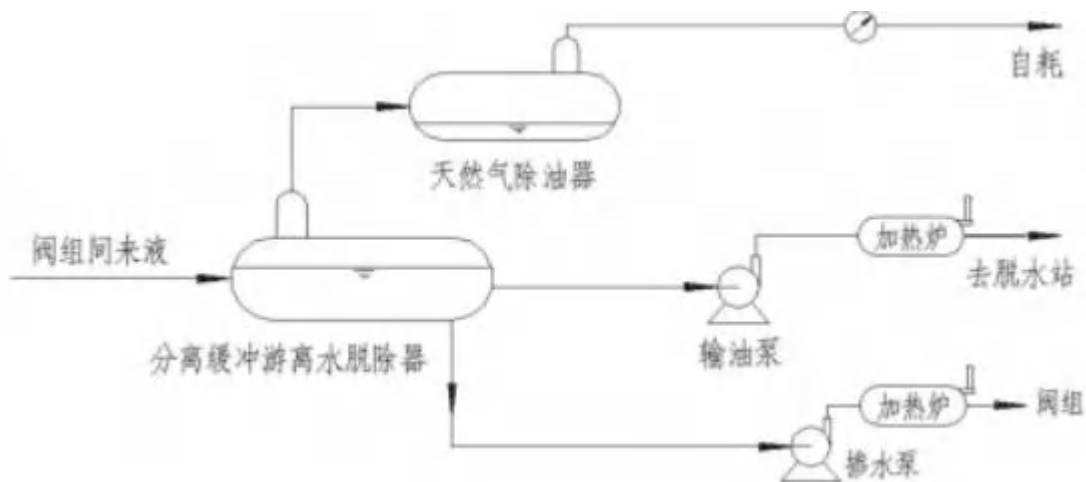 自耗
天然气除油器
阀组间来液
加热炉
去脱水站
分离缓冲游离水脱除器
输油泵
加热炉
阀组
掺水泵